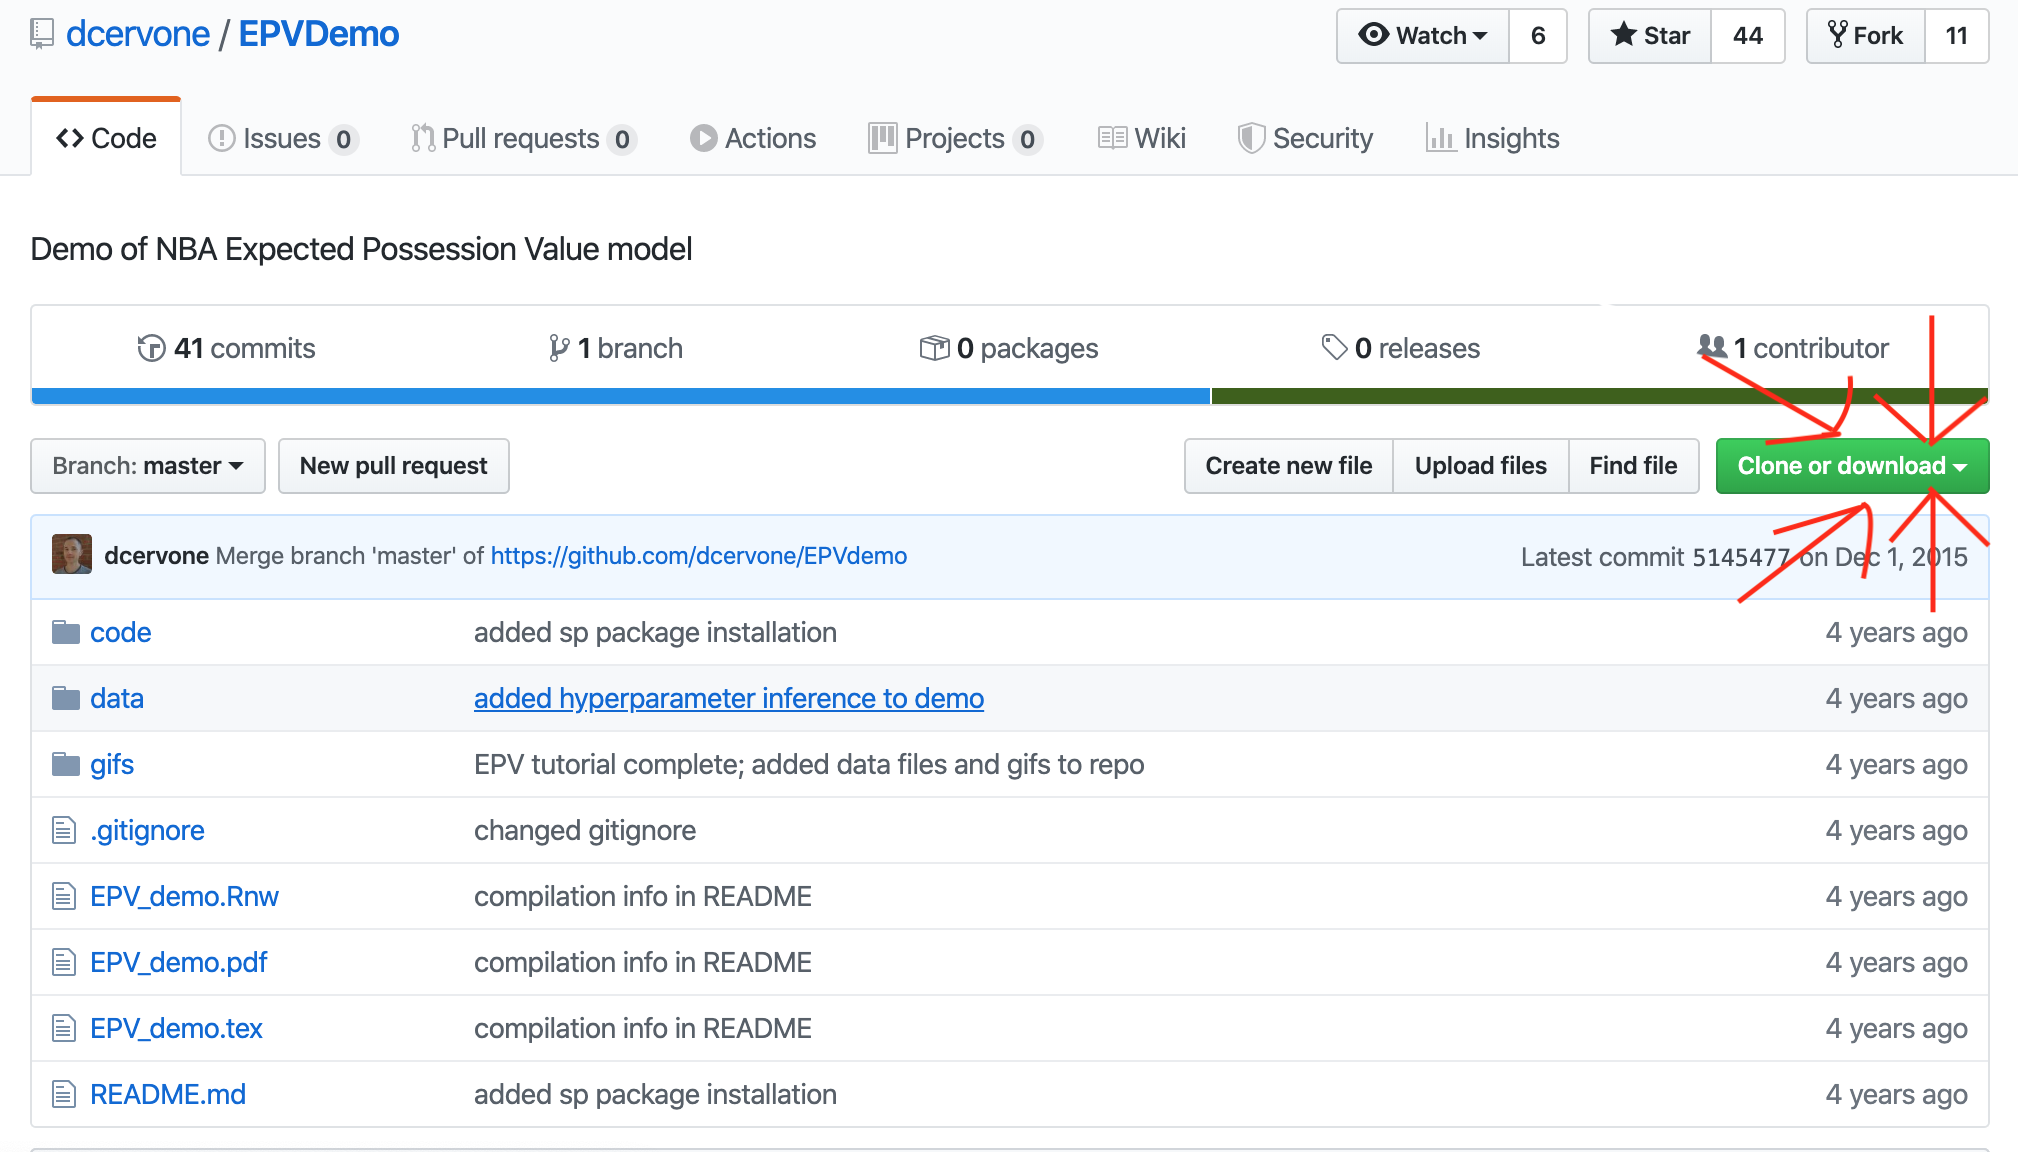 dcervone / EPVDemo
Watch 6 Star 44 Fork 11
Code Issues 0 Pull requests 0 Actions Projects 0 Wiki Security Insights
Demo of NBA Expected Possession Value model
41 commits 1 branch 0 packages 0 releases 1 contributor
Branch: master New pull request Create new file Upload files Find file Clone or download
dcervone Merge branch 'master' of https://github.com/dcervone/EPVdemo Latest commit 5145477 on Dec 1, 2015
code added sp package installation 4 years ago
data added hyperparameter inference to demo 4 years ago
gifs EPV tutorial complete; added data files and gifs to repo 4 years ago
.gitignore changed gitignore 4 years ago
EPV_demo.Rnw compilation info in README 4 years ago
EPV_demo.pdf compilation info in README 4 years ago
EPV_demo.tex compilation info in README 4 years ago
README.md added sp package installation 4 years ago